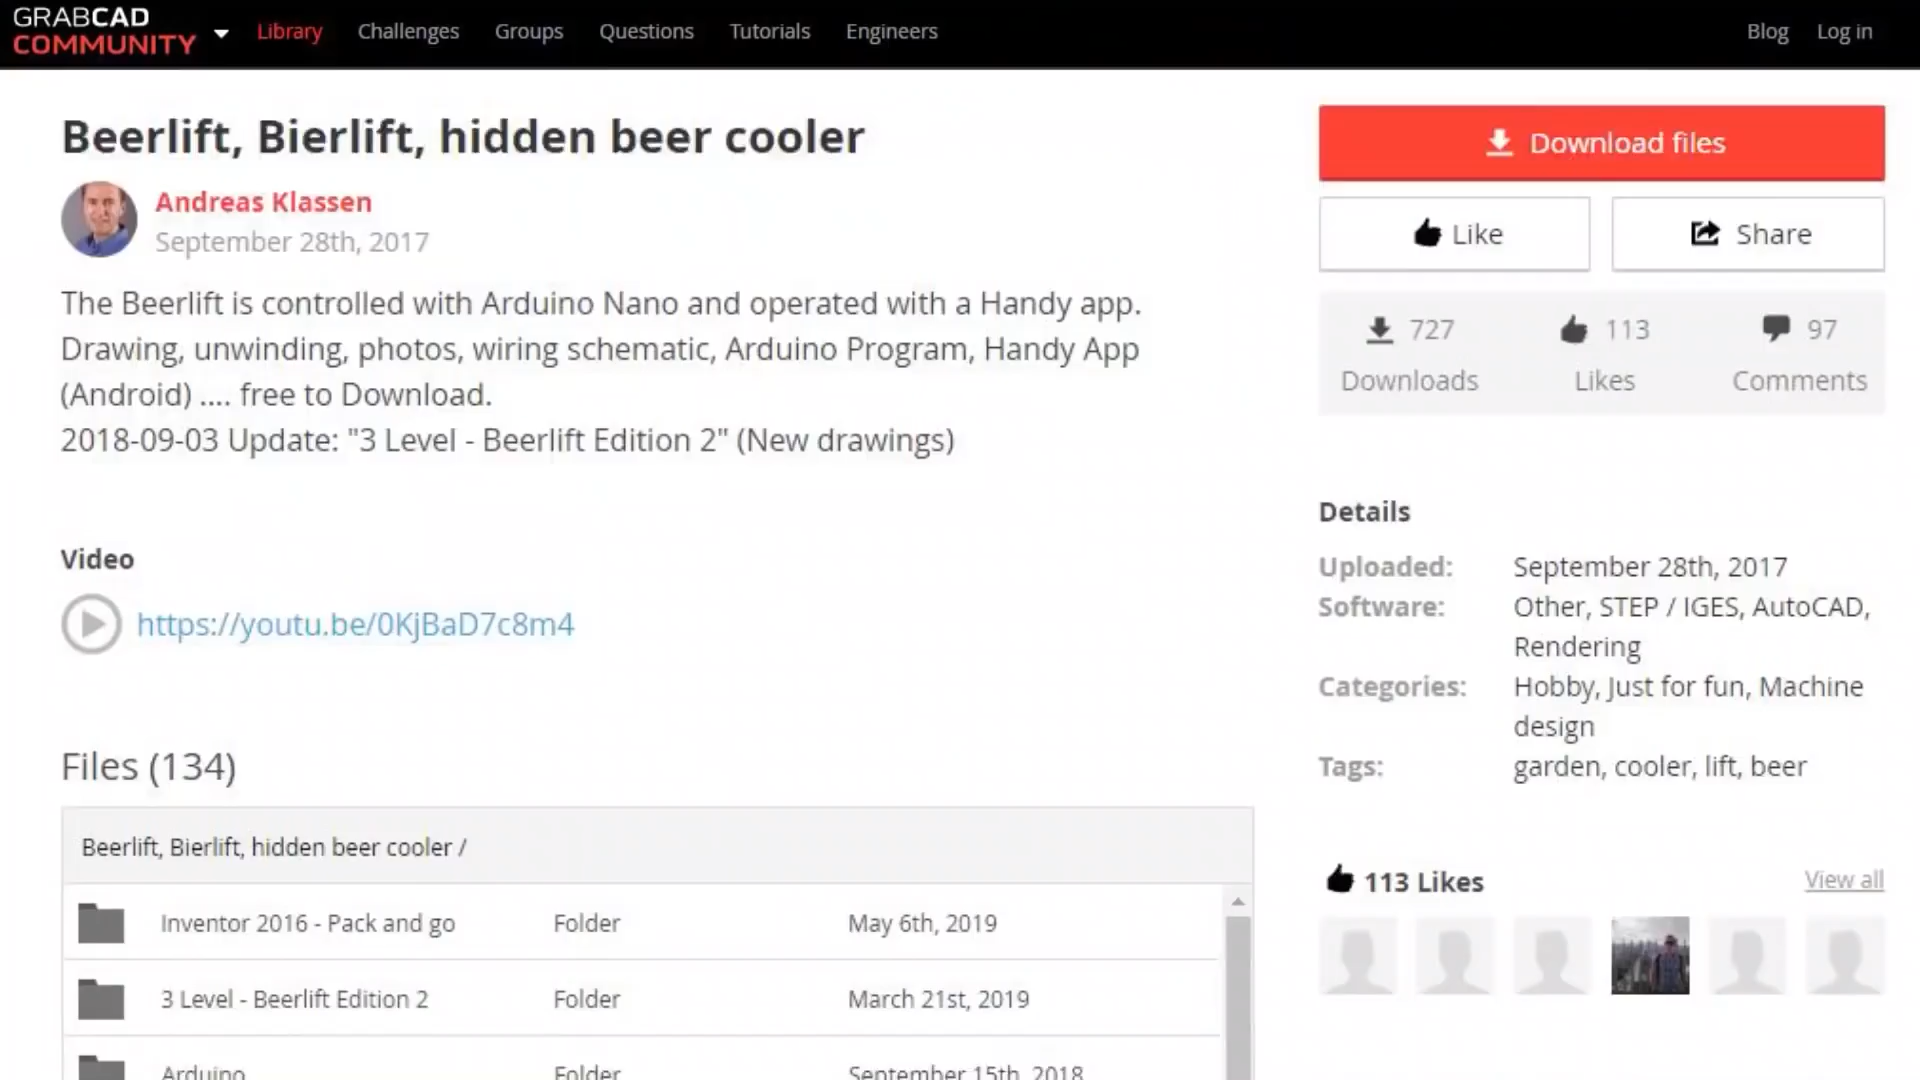 GRABCAD
COMMUNITY
Library
Challenges
Groups
Questions
Tutorials
Engineers
Blog
Log in
Beerlift, Bierlift, hidden beer cooler
Andreas Klassen
September 28th, 2017
The Beerlift is controlled with Arduino Nano and operated with a Handy app.
Drawing, unwinding, photos, wiring schematic, Arduino Program, Handy App
(Android) .... free to Download.
2018-09-03 Update: "3 Level - Beerlift Edition 2" (New drawings)
Video
https://youtu.be/0KjBaD7c8m4
Files (134)
Beerlift, Bierlift, hidden beer cooler /
Inventor 2016 - Pack and go Folder May 6th, 2019
3 Level - Beerlift Edition 2 Folder March 21st, 2019
Arduino Folder September 15th, 2018
Download files
Like
Share
727 113 97
Downloads Likes Comments
Details
Uploaded: September 28th, 2017
Software: Other, STEP / IGES, AutoCAD,
Rendering
Categories: Hobby, Just for fun, Machine
design
Tags: garden, cooler, lift, beer
113 Likes
View all